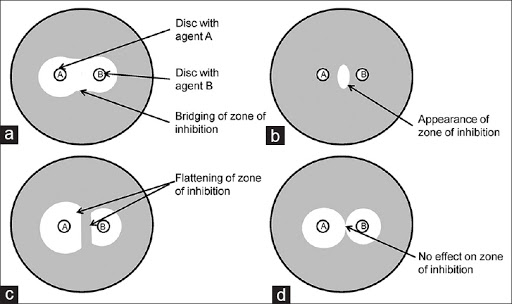 Disc with
agent A
A
B
Disc with
agent B
Bridging of zone of
inhibition
a
A
B
Appearance of
zone of inhibition
b
Flattening of zone
of inhibition
A
B
c
A
B
No effect on zone
of inhibition
d